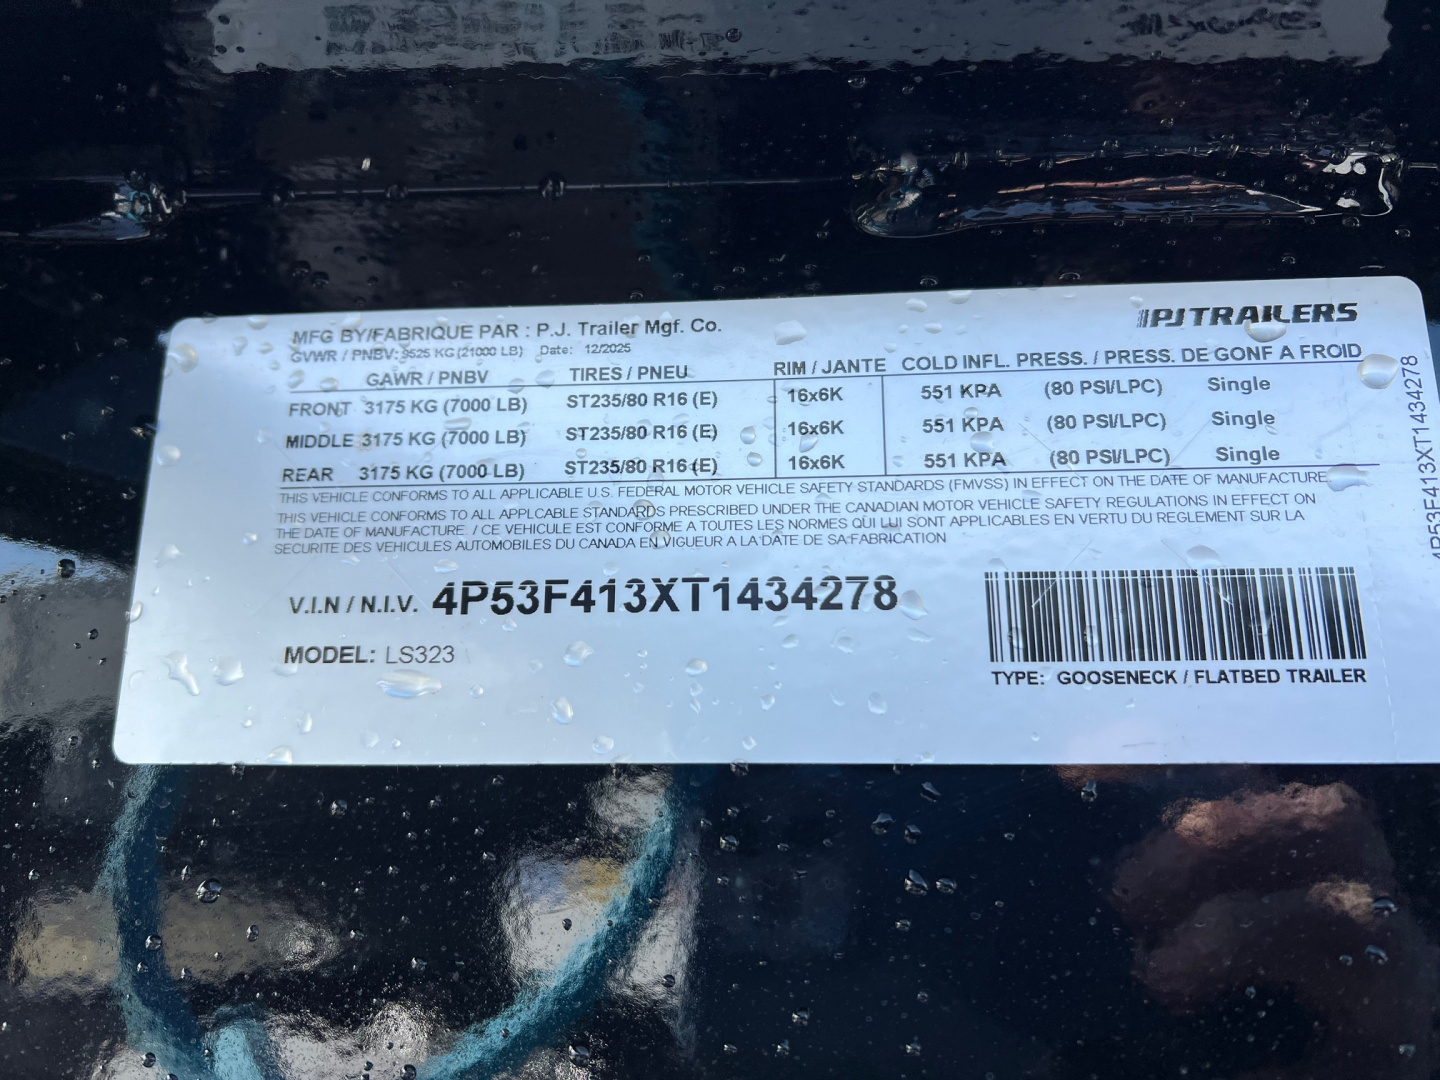 PJ TRAILERS
MFG BY/FABRIQUE PAR : P.J. Trailer Mfg. Co.
GVWR / PNBV: 9525 KG (21000 LB) Date: 12/2025
GAWR / PNBV TIRES / PNEU RIM / JANTE COLD INFL. PRESS. / PRESS. DE GONF A FROID
FRONT 3175 KG (7000 LB) ST235/80 R16 (E) 16x6K 551 KPA (80 PSI/LPC) Single
MIDDLE 3175 KG (7000 LB) ST235/80 R16 (E) 16x6K 551 KPA (80 PSI/LPC) Single
REAR 3175 KG (7000 LB) ST235/80 R16 (E) 16x6K 551 KPA (80 PSI/LPC) Single
THIS VEHICLE CONFORMS TO ALL APPLICABLE U.S. FEDERAL MOTOR VEHICLE SAFETY STANDARDS (FMVSS) IN EFFECT ON THE DATE OF MANUFACTURE
THIS VEHICLE CONFORMS TO ALL APPLCABLE STANDARDS PRESCRIBED UNDER THE CANADIAN MOTOR VEHICLE SAFETY REGULATIONS IN EFFECT ON
THE DATE OF MANUFACTURE / CE VEHICULE EST CONFORME A TOUTES LES NORMES QUI LUI SONT APPLICABLES EN VERTU DU REGLEMENT SUR LA
SECURITE DES VEHICULES AUTOMOBILES DU CANADA EN VIGUEUR A LA DATE DE SA FABRICATION
V.I.N / N.I.V. 4P53F413XT1434278
MODEL: LS323
TYPE: GOOSENECK / FLATBED TRAILER
4P53F413XT1434278